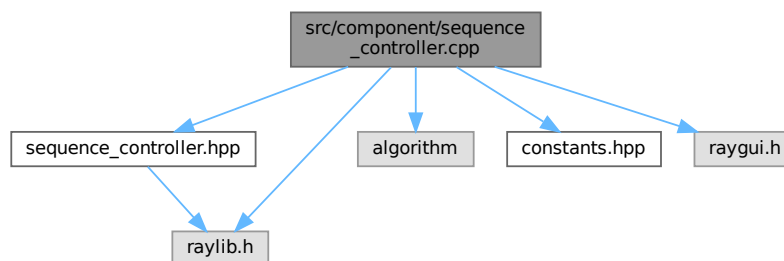 src/component/sequence
_controller.cpp
sequence_controller.hpp
algorithm
constants.hpp
raygui.h
raylib.h